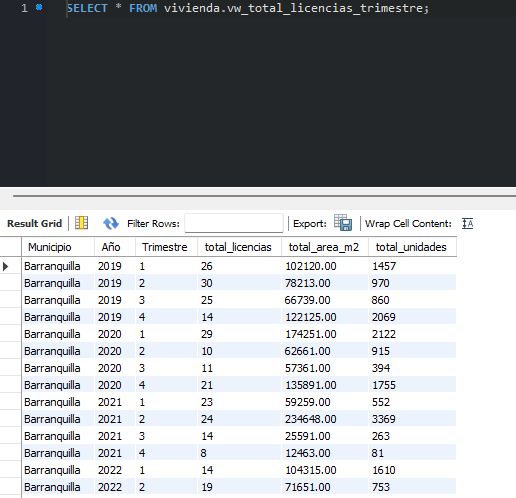 1 SELECT * FROM vivienda.vw_total_licencias_trimestre;
Result Grid Filter Rows: Export: Wrap Cell Content: IA
Municipio Año Trimestre total_licencias total_area_m2 total_unidades
Barranquilla 2019 1 26 102120.00 1457
Barranquilla 2019 2 30 78213.00 970
Barranquilla 2019 3 25 66739.00 860
Barranquilla 2019 4 14 122125.00 2069
Barranquilla 2020 1 29 174251.00 2122
Barranquilla 2020 2 10 62661.00 915
Barranquilla 2020 3 11 57361.00 394
Barranquilla 2020 4 21 135891.00 1755
Barranquilla 2021 1 23 59259.00 552
Barranquilla 2021 2 24 234648.00 3369
Barranquilla 2021 3 14 25591.00 263
Barranquilla 2021 4 8 12463.00 81
Barranquilla 2022 1 14 104315.00 1610
Barranquilla 2022 2 19 71651.00 753